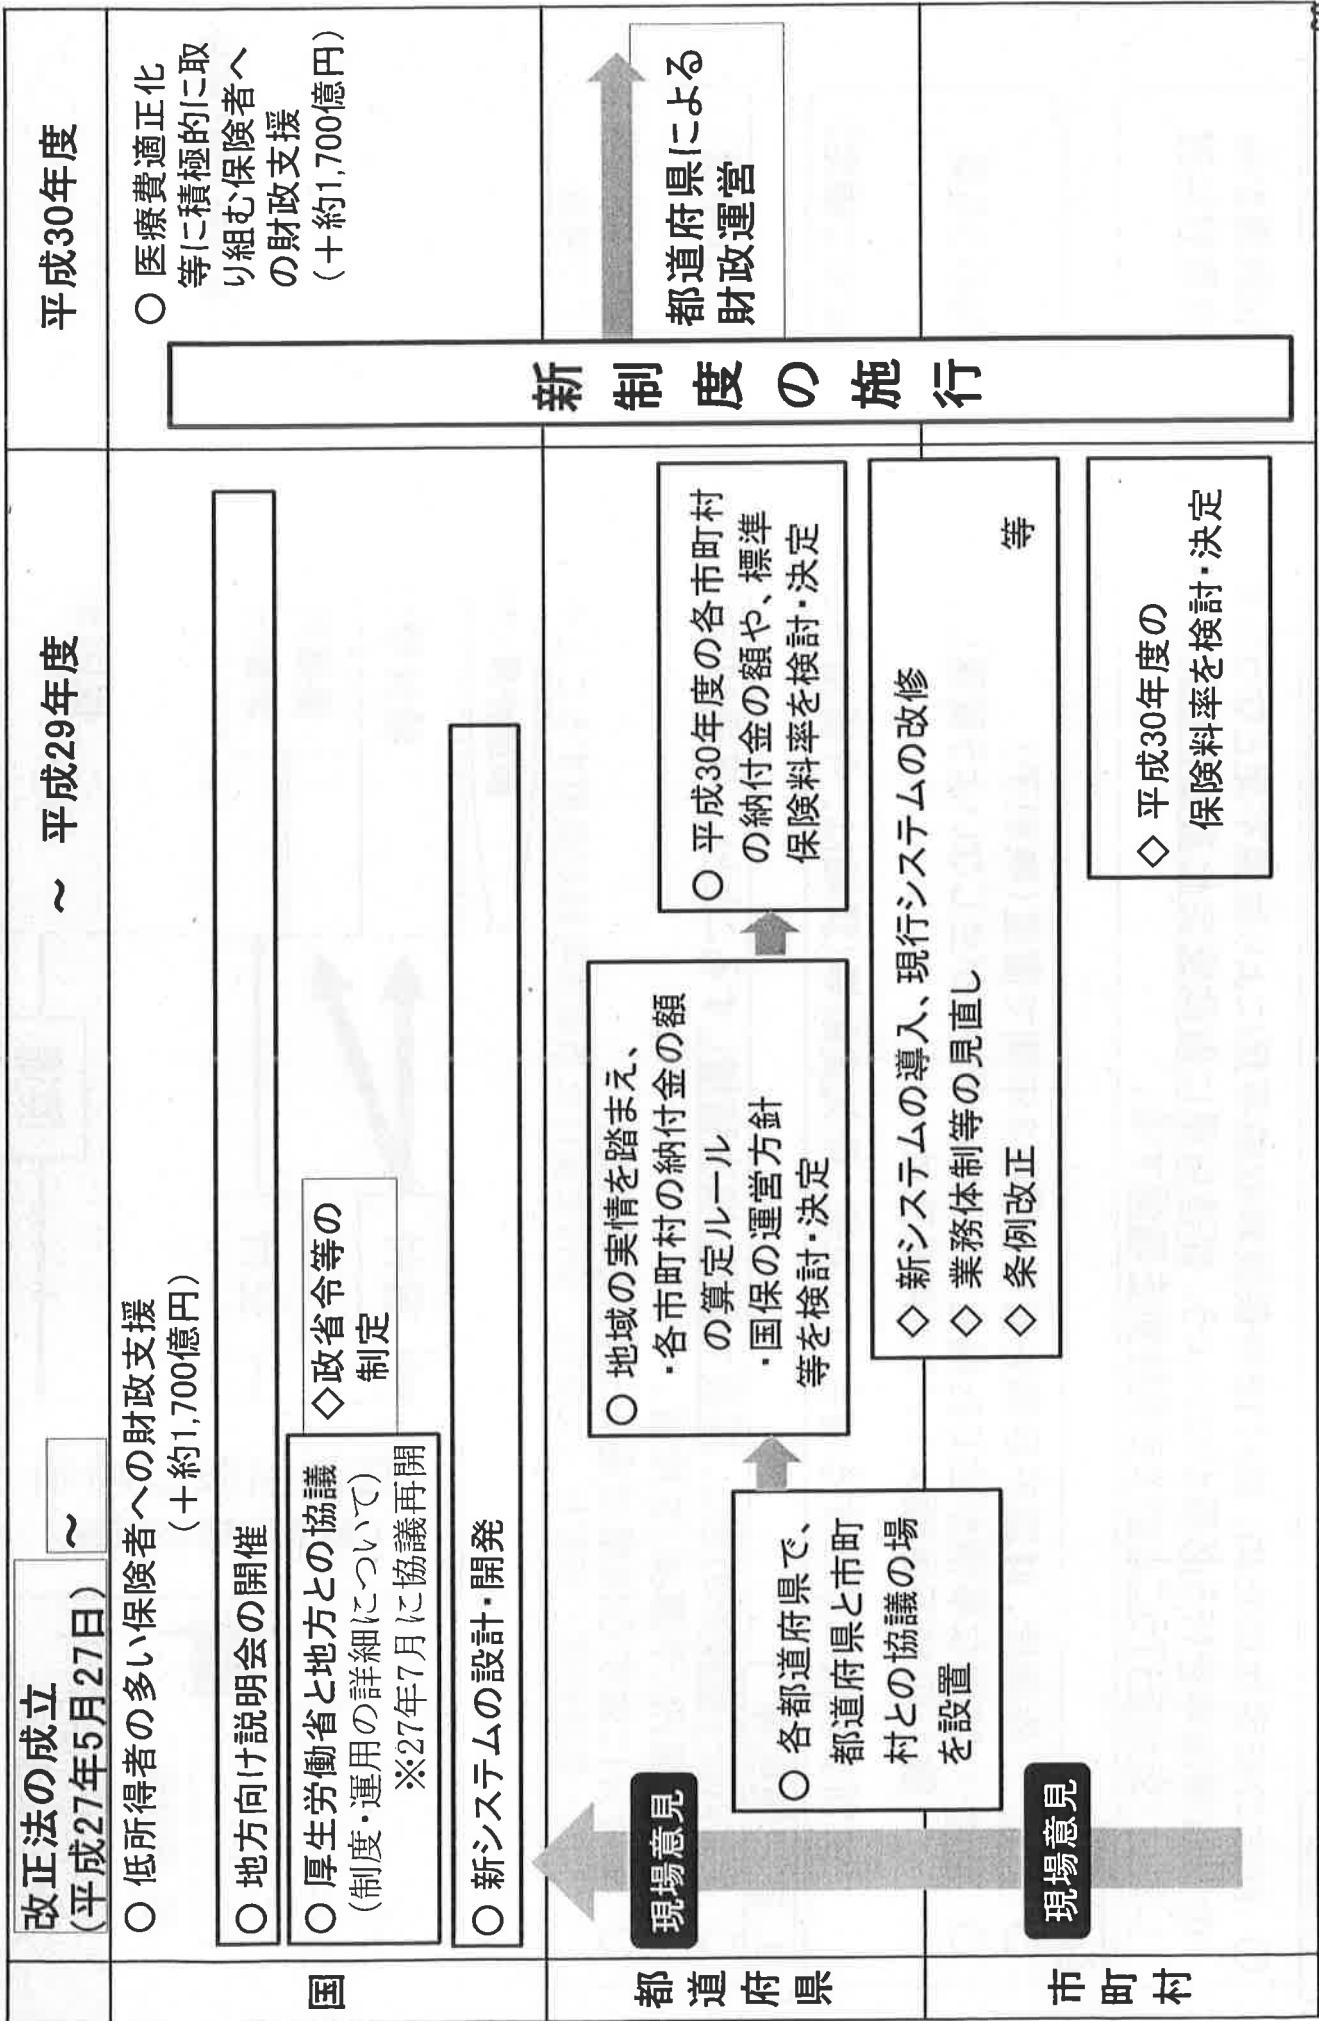 改正法の成立
(平成27年5月27日)
～
～ 平成29年度
平成30年度
国
○ 低所得者の多い保険者への財政支援
(＋約1,700億円)
○ 地方向け説明会の開催
○ 厚生労働省と地方との協議
(制度・運用の詳細について)
※27年7月に協議再開
◇政省令等の
制定
○ 新システムの設計・開発
○ 医療費適正化
等に積極的に取
り組む保険者へ
の財政支援
(＋約1,700億円)
新制度の施行
都道府県
現場意見
○ 各都道府県で、
都道府県と市町
村との協議の場
を設置
○ 地域の実情を踏まえ、
・各市町村の納付金の額
の算定ルール
・国保の運営方針
等を検討・決定
○ 平成30年度の各市町村
の納付金の額や、標準
保険料率を検討・決定
都道府県による
財政運営
◇ 新システムの導入、現行システムの改修
◇ 業務体制等の見直し
◇ 条例改正
等
市町村
現場意見
◇ 平成30年度の
保険料率を検討・決定